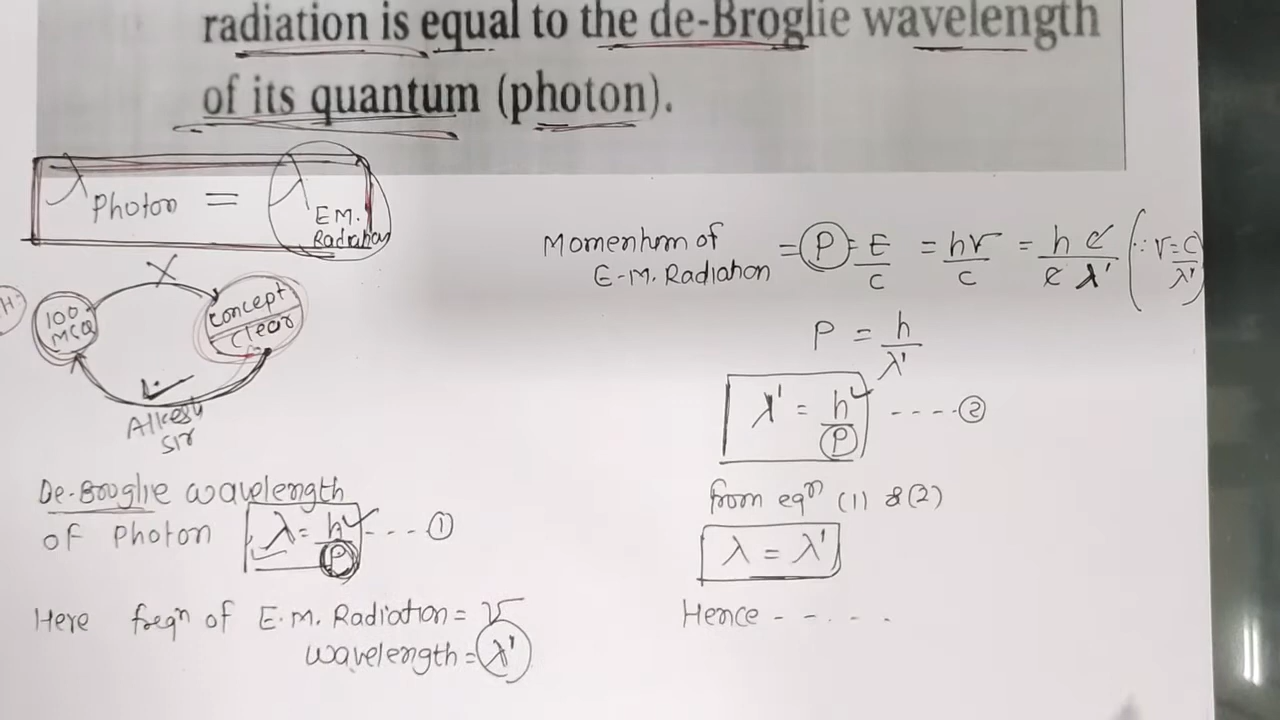 radiation is equal to the de-Broglie wavelength
of its quantum (photon).
λ Photon = λ E.M. Radiation
100 MCQ
Concept Clear
Alkesh Sir
De-Brouglie wavelength
of Photon λ = h/P ---- ①
Here freqⁿ of E.M. Radiation = ν
wavelength = λ'
Momentum of E-M. Radiation = P = E/c = hν/c = hc/cλ' (∵ ν = c/λ')
P = h/λ'
λ' = h/P ---- ②
from eqⁿ (1) & (2)
λ = λ'
Hence - - . - .